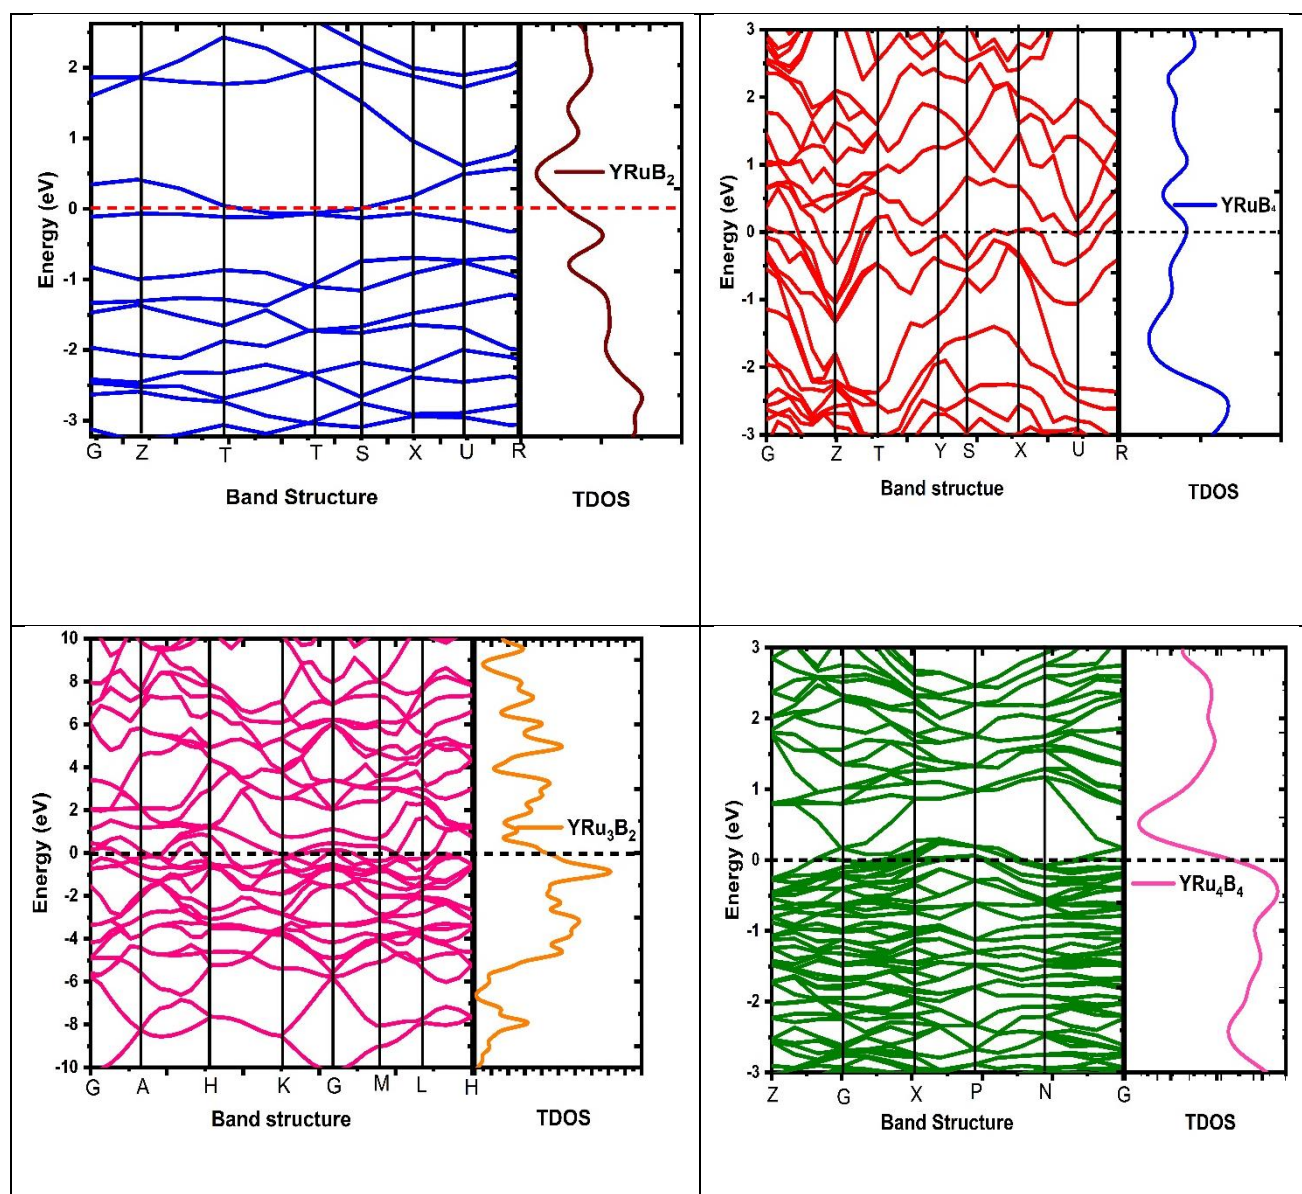 2
1
0
-1
-2
-3
Energy (eV)
YRuB₂
G Z T T S X U R
Band Structure
TDOS
3
2
1
0
-1
-2
-3
Energy (eV)
YRuB₄
G Z T Y S X U R
Band structue
TDOS
10
8
6
4
2
0
-2
-4
-6
-8
-10
Energy (eV)
YRu₃B₂
G A H K G M L H
Band structure
TDOS
3
2
1
0
-1
-2
-3
Energy (eV)
YRu₄B₄
Z G X P N G
Band Structure
TDOS